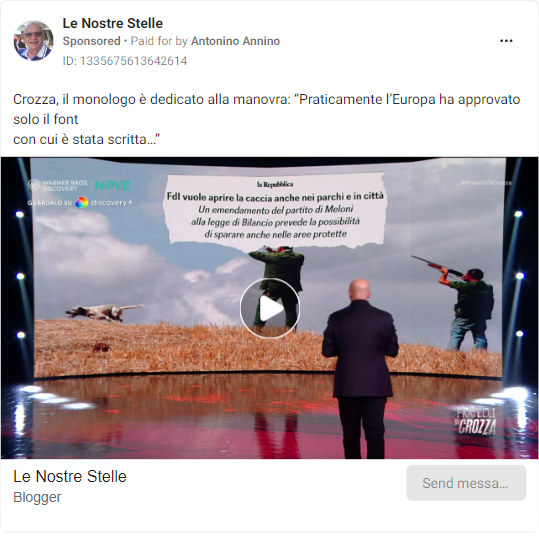 Le Nostre Stelle
Sponsored • Paid for by Antonino Annino
ID: 1335675613642614
Crozza, il monologo è dedicato alla manovra: “Praticamente l’Europa ha approvato
solo il font
con cui è stata scritta…”
WARNER BROS. DISCOVERY NOVE
GUARDALO SU discovery+
#FratelliDiCrozza
la Repubblica
FdI vuole aprire la caccia anche nei parchi e in città
Un emendamento del partito di Meloni
alla legge di Bilancio prevede la possibilità
di sparare anche nelle aree protette
FRATELLI
DI CROZZA
Le Nostre Stelle
Blogger
Send messa...